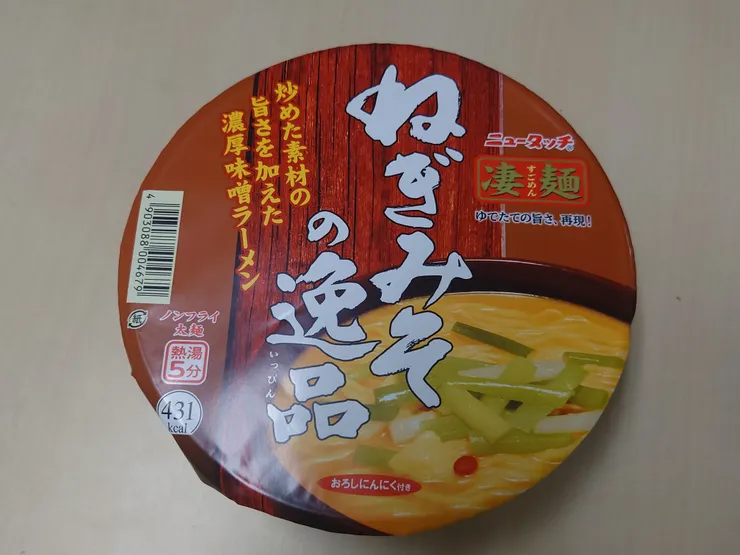 ねぎみそ
の逸品
いっぴん
炒めた素材の
旨さを加えた
濃厚味噌ラーメン
ニュータッチ®
凄麺
すごめん
ゆでたての旨さ、再現!
4903088004679
紙
ノンフライ
太麺
熱湯
5分
431
kcal
おろしにんにく付き